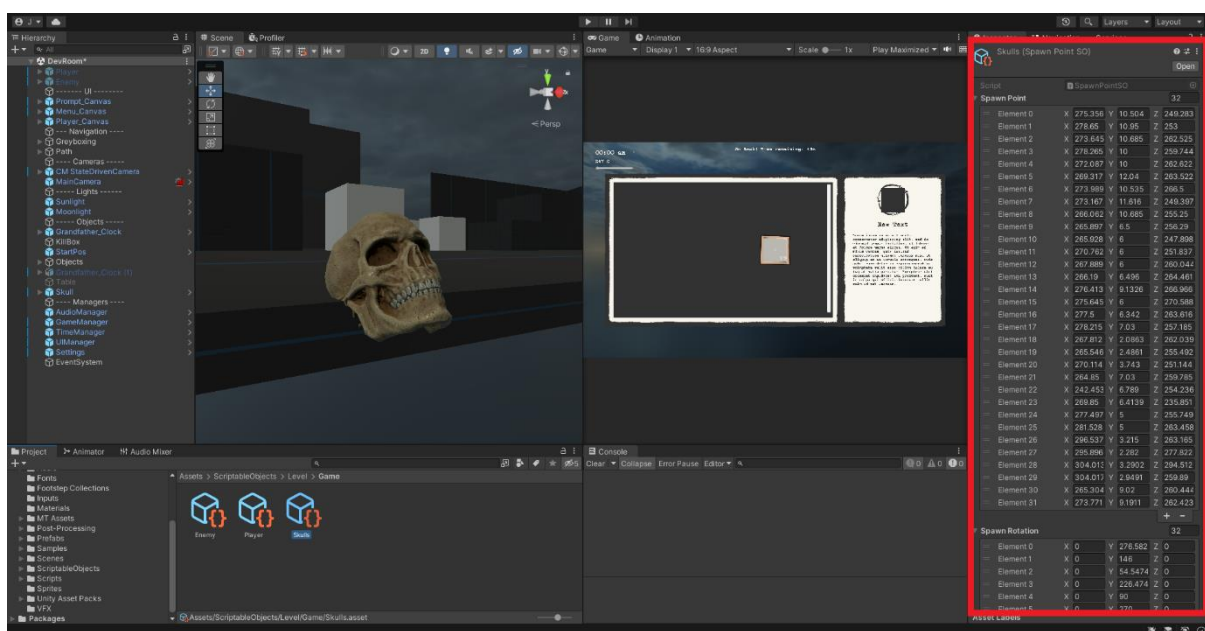 J
Layers
Layout
Hierarchy
All
DevRoom*
Player
Enemy
------- UI --------
Prompt_Canvas
Menu_Canvas
Player_Canvas
--- Navigation ----
Greyboxing
Path
---- Cameras -----
CM StateDrivenCamera
MainCamera
----- Lights ------
Sunlight
Moonlight
----- Objects -----
Grandfather_Clock
KillBox
StartPos
Objects
Grandfather_Clock (1)
Table
Skull
---- Managers ----
AudioManager
GameManager
TimeManager
UIManager
Settings
EventSystem
Scene
Profiler
2D
y
Persp
Game
Animation
Game
Display 1
16:9 Aspect
Scale
1x
Play Maximized
00:00 am
New Text
Skulls (Spawn Point SO)
Open
Script
SpawnPointSO
Spawn Point
32
Element 0 X 275.356 Y 10.504 Z 249.283
Element 1 X 278.65 Y 10.95 Z 253
Element 2 X 273.645 Y 10.685 Z 262.525
Element 3 X 278.265 Y 10 Z 259.744
Element 4 X 272.087 Y 10 Z 262.622
Element 5 X 269.317 Y 12.04 Z 263.522
Element 6 X 273.989 Y 10.535 Z 266.5
Element 7 X 273.167 Y 11.616 Z 249.397
Element 8 X 266.062 Y 10.685 Z 255.25
Element 9 X 265.897 Y 6.5 Z 256.29
Element 10 X 265.928 Y 6 Z 247.898
Element 11 X 270.762 Y 6 Z 251.837
Element 12 X 267.889 Y 6 Z 260.044
Element 13 X 266.19 Y 6.496 Z 264.461
Element 14 X 276.413 Y 9.1326 Z 268.966
Element 15 X 275.645 Y 6 Z 270.588
Element 16 X 277.5 Y 6.342 Z 263.616
Element 17 X 278.215 Y 7.03 Z 257.185
Element 18 X 267.812 Y 2.0863 Z 262.039
Element 19 X 265.546 Y 2.4861 Z 255.492
Element 20 X 270.114 Y 3.743 Z 251.144
Element 21 X 264.85 Y 7.03 Z 259.785
Element 22 X 242.453 Y 6.789 Z 254.236
Element 23 X 269.85 Y 6.4139 Z 235.851
Element 24 X 277.497 Y 5 Z 255.749
Element 25 X 281.528 Y 5 Z 263.458
Element 26 X 296.537 Y 3.215 Z 263.165
Element 27 X 295.896 Y 2.282 Z 277.822
Element 28 X 304.013 Y 3.2902 Z 294.512
Element 29 X 304.017 Y 2.9491 Z 259.89
Element 30 X 265.304 Y 9.02 Z 260.444
Element 31 X 273.771 Y 9.1911 Z 262.423
Spawn Rotation
32
Element 0 X 0 Y 276.582 Z 0
Element 1 X 0 Y 146 Z 0
Element 2 X 0 Y 54.5474 Z 0
Element 3 X 0 Y 226.474 Z 0
Element 4 X 0 Y 90 Z 0
Element 5 X 0 Y 270 Z 0
Asset Labels
Project
Animator
Audio Mixer
Fonts
Footstep Collections
Inputs
Materials
MT Assets
Post-Processing
Prefabs
Samples
Scenes
ScriptableObjects
Scripts
Sprites
Unity Asset Packs
VFX
Packages
Assets > ScriptableObjects > Level > Game
Enemy
Player
Skulls
Assets/ScriptableObjects/Level/Game/Skulls.asset
Console
Clear
Collapse
Error Pause
Editor
0
0
0